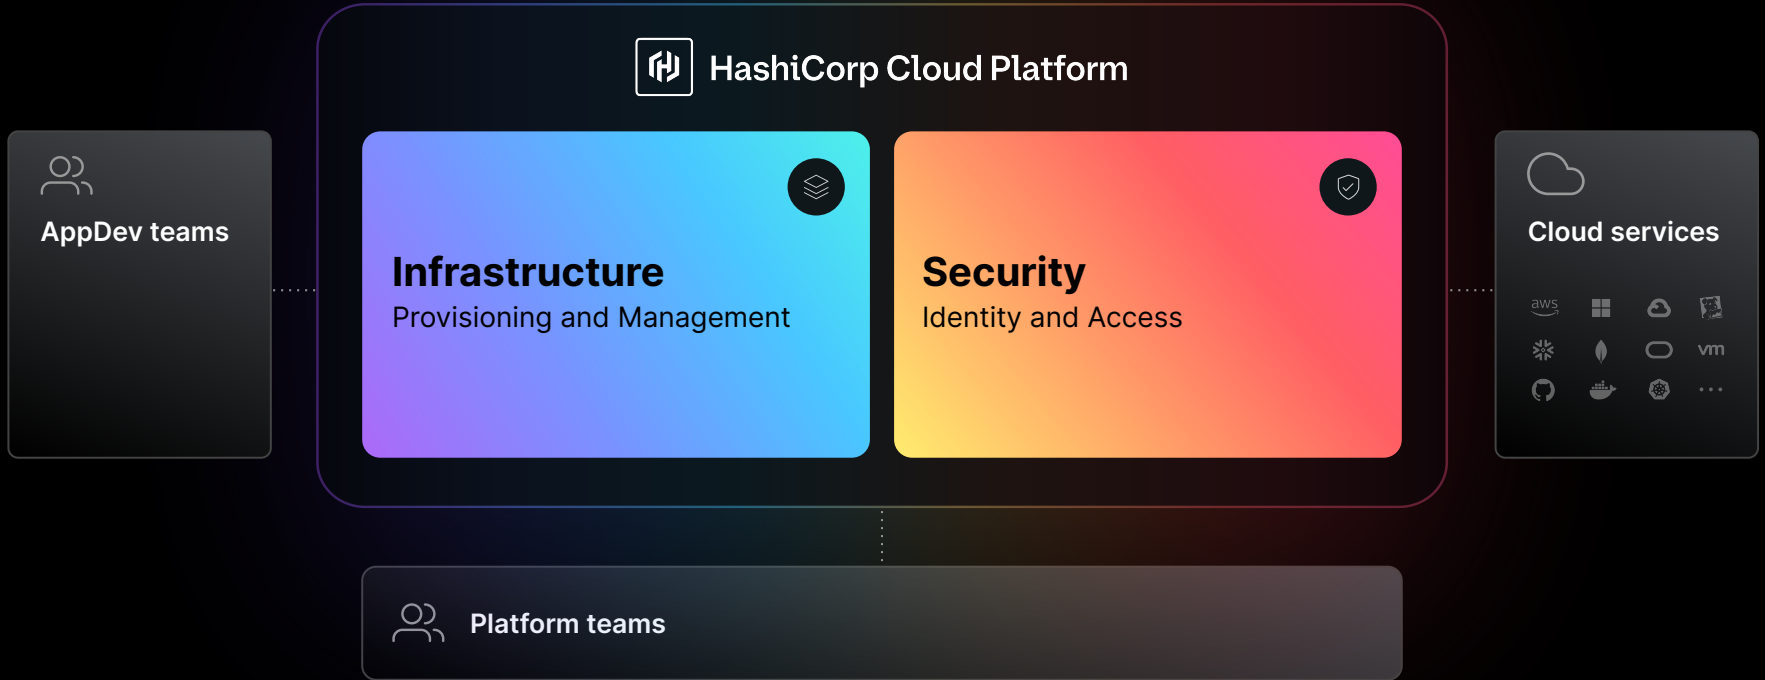 HashiCorp Cloud Platform
AppDev teams
Infrastructure
Provisioning and Management
Security
Identity and Access
Cloud services
aws
vm
Platform teams